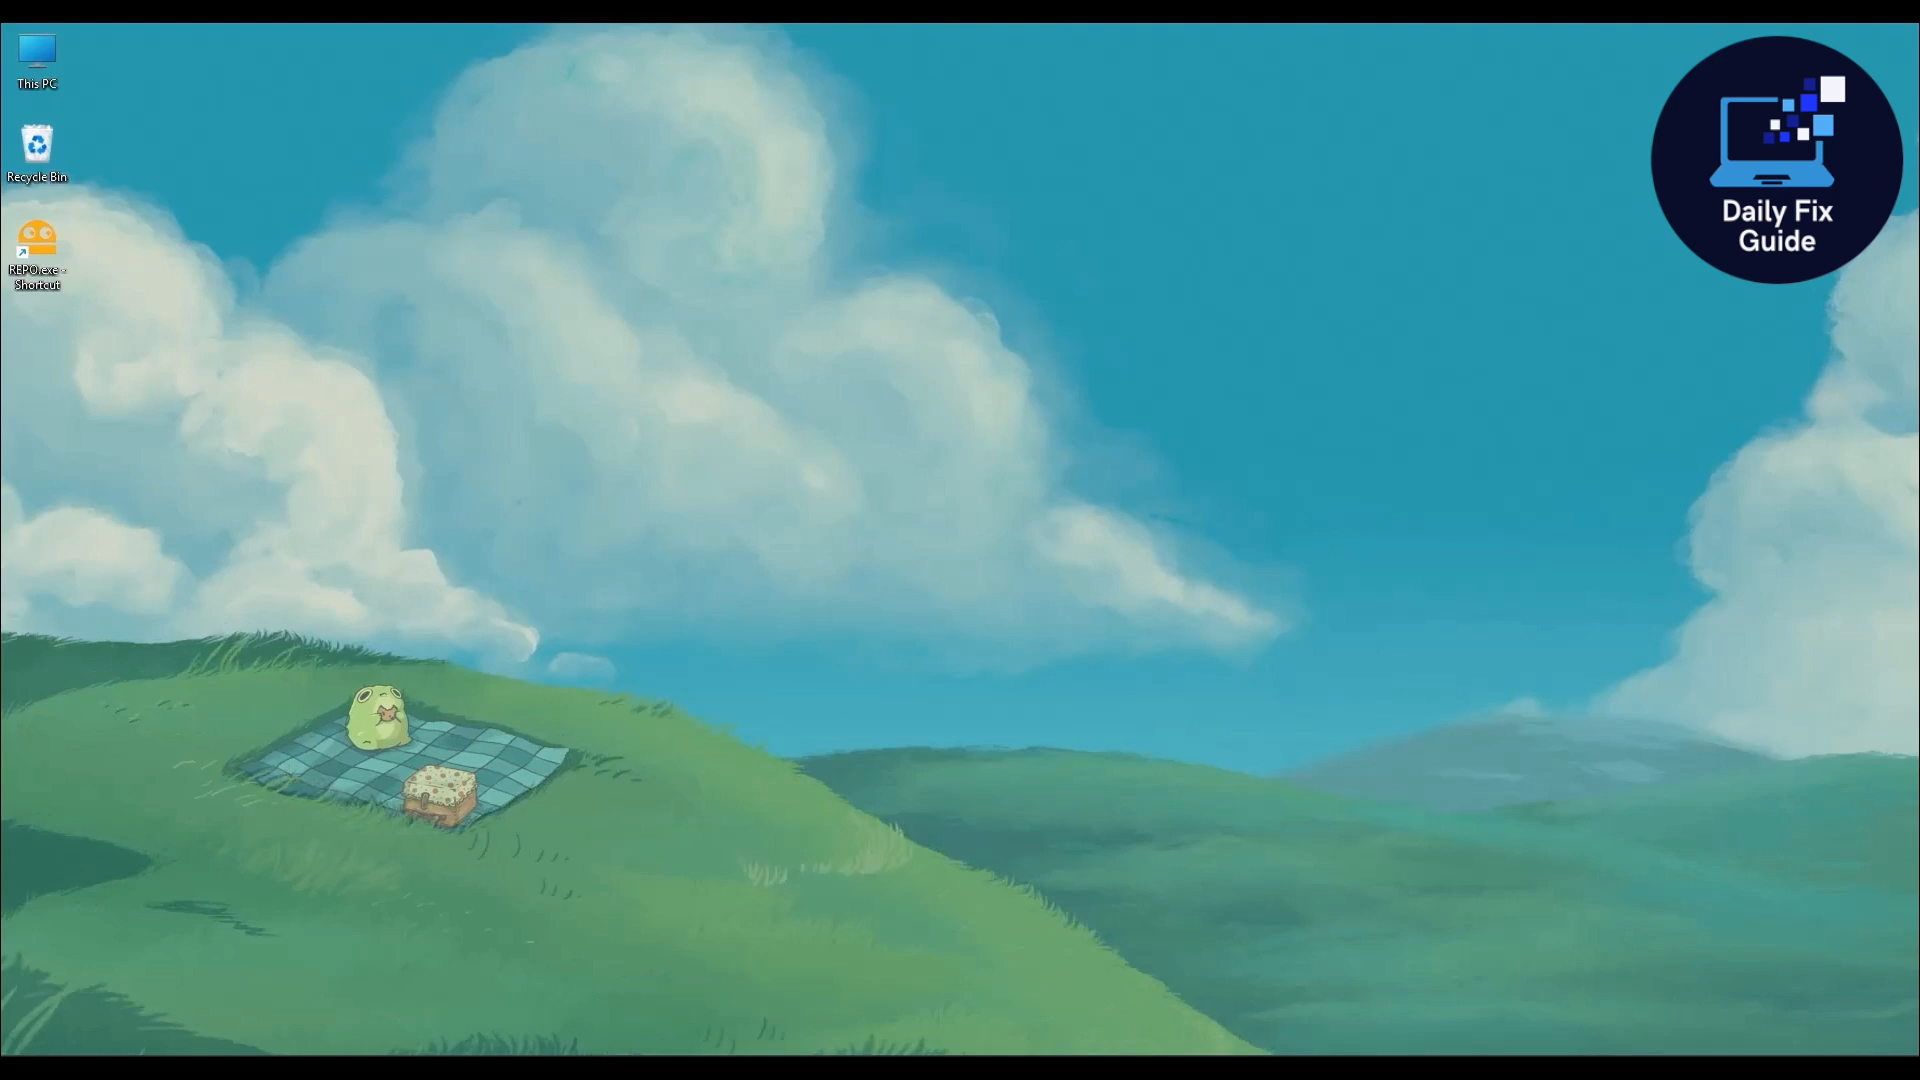 This PC
Recycle Bin
REPO.exe -
Shortcut
Daily Fix
Guide